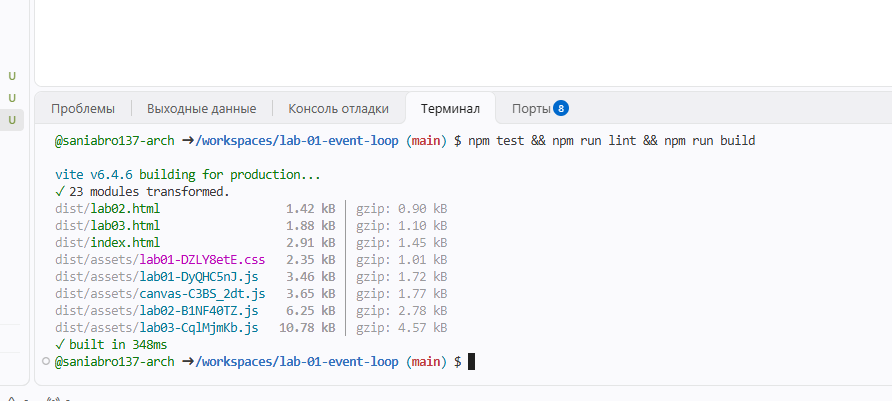 U
U
U
Проблемы Выходные данные Консоль отладки Терминал Порты 8
@saniabro137-arch ➜/workspaces/lab-01-event-loop (main) $ npm test && npm run lint && npm run build
vite v6.4.6 building for production...
✓ 23 modules transformed.
dist/lab02.html 1.42 kB │ gzip: 0.90 kB
dist/lab03.html 1.88 kB │ gzip: 1.10 kB
dist/index.html 2.91 kB │ gzip: 1.45 kB
dist/assets/lab01-DZLY8etE.css 2.35 kB │ gzip: 1.01 kB
dist/assets/lab01-DyQHC5nJ.js 3.46 kB │ gzip: 1.72 kB
dist/assets/canvas-C3BS_2dt.js 3.65 kB │ gzip: 1.77 kB
dist/assets/lab02-B1NF40TZ.js 6.25 kB │ gzip: 2.78 kB
dist/assets/lab03-CqlMjmKb.js 10.78 kB │ gzip: 4.57 kB
✓ built in 348ms
@saniabro137-arch ➜/workspaces/lab-01-event-loop (main) $